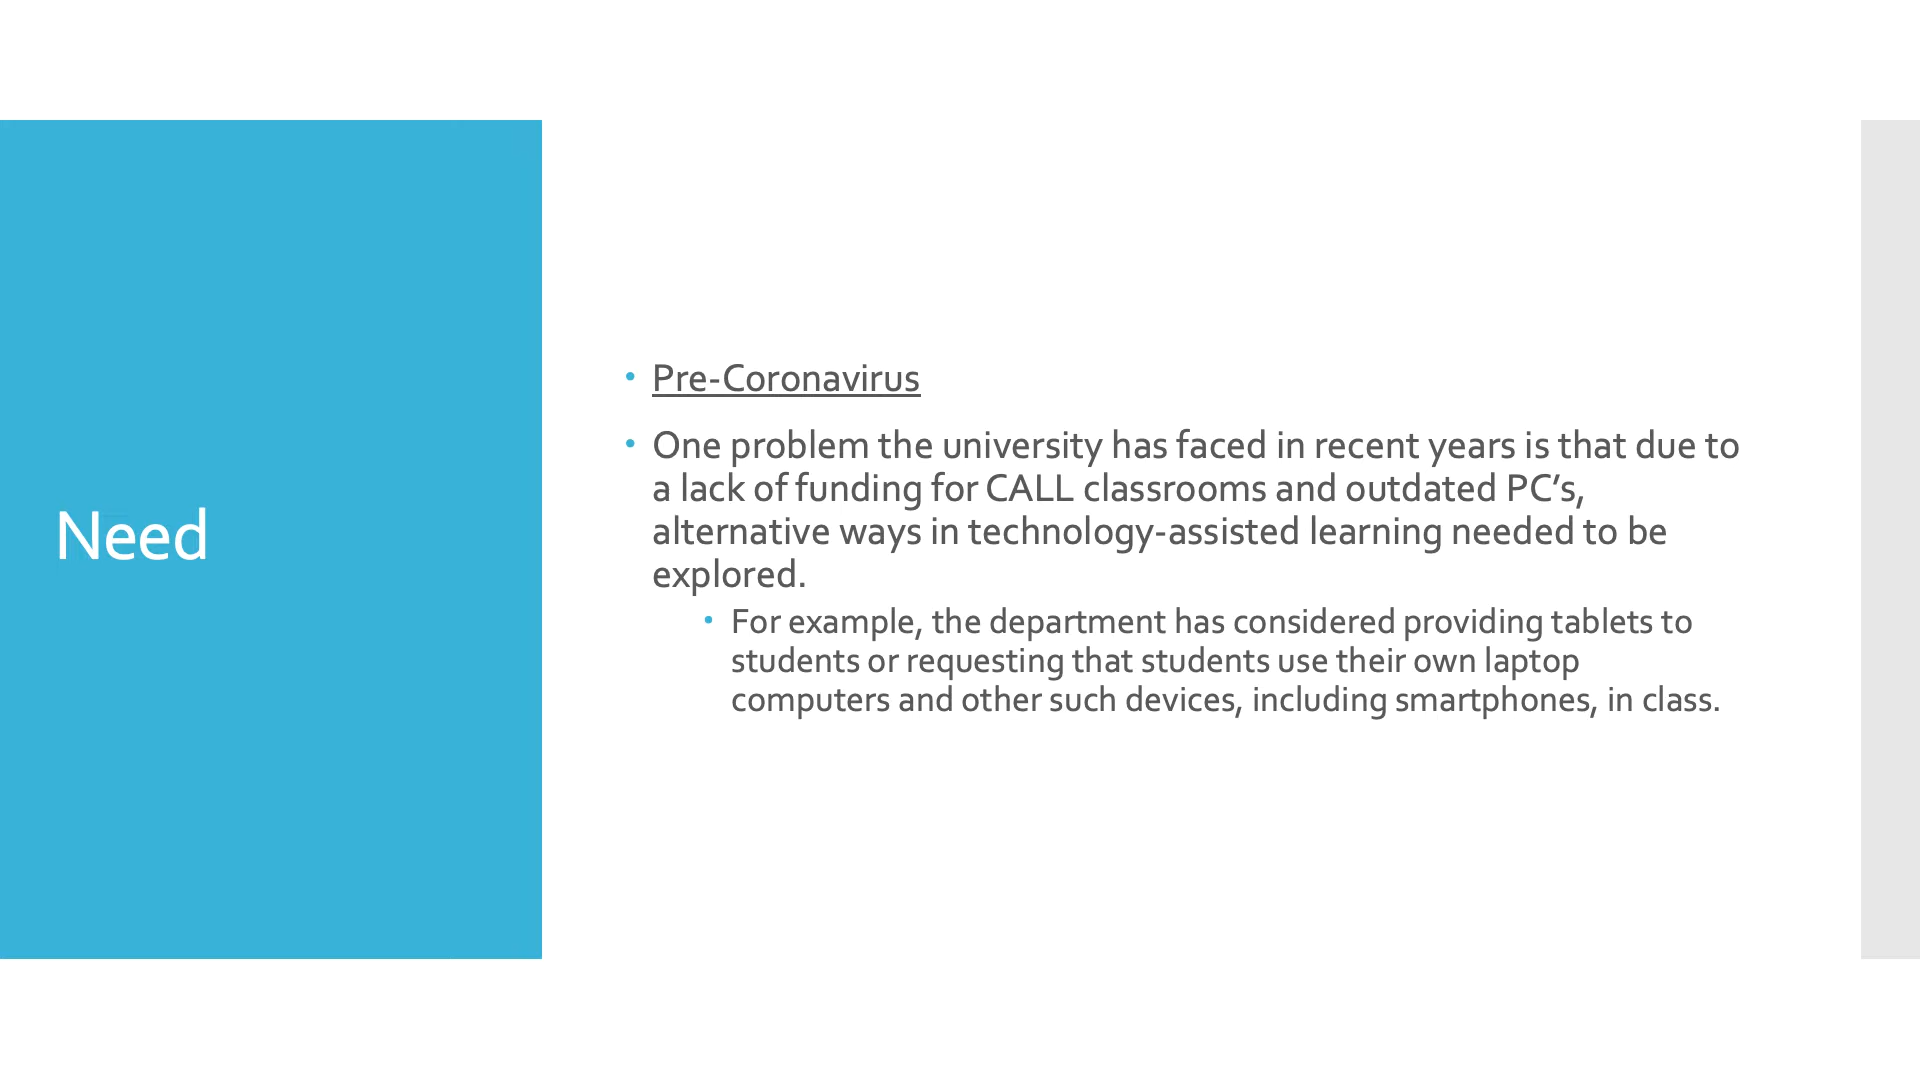 Need
• Pre-Coronavirus
• One problem the university has faced in recent years is that due to
a lack of funding for CALL classrooms and outdated PC’s,
alternative ways in technology-assisted learning needed to be
explored.
• For example, the department has considered providing tablets to
students or requesting that students use their own laptop
computers and other such devices, including smartphones, in class.